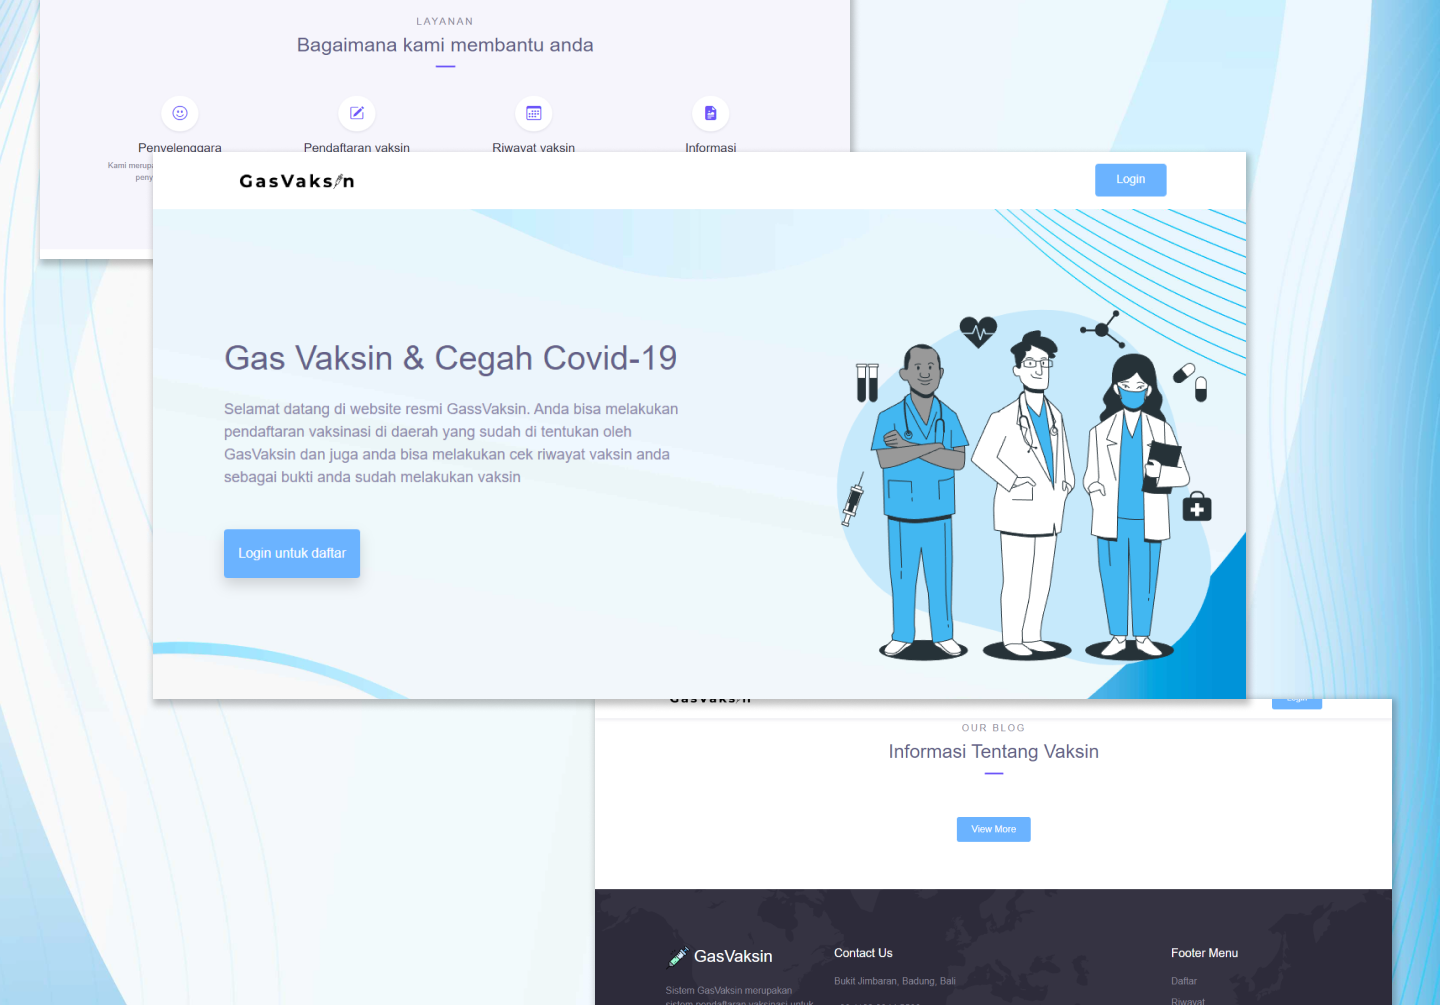 LAYANAN
Bagaimana kami membantu anda
Penyelenggara
Pendaftaran vaksin
Riwayat vaksin
Informasi
Kami
GasVaksin
Login
Gas Vaksin & Cegah Covid-19
Selamat datang di website resmi GassVaksin. Anda bisa melakukan
pendaftaran vaksinasi di daerah yang sudah di tentukan oleh
GasVaksin dan juga anda bisa melakukan cek riwayat vaksin anda
sebagai bukti anda sudah melakukan vaksin
Login untuk daftar
GasVaksin
Login
OUR BLOG
Informasi Tentang Vaksin
View More
GasVaksin
Sistem GasVaksin merupakan
sistem pendaftaran vaksinasi untuk
Contact Us
Bukit Jimbaran, Badung, Bali
Footer Menu
Daftar
Riwayat